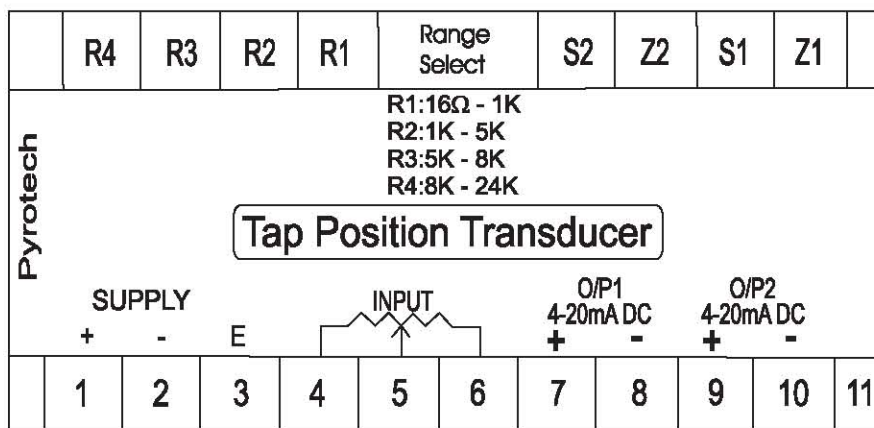 R4 R3 R2 R1 Range Select S2 Z2 S1 Z1
R1:16Ω - 1K
R2:1K - 5K
R3:5K - 8K
R4:8K - 24K
Pyrotech
Tap Position Transducer
SUPPLY INPUT O/P1 O/P2
4-20mA DC 4-20mA DC
+ - E + - + -
1 2 3 4 5 6 7 8 9 10 11